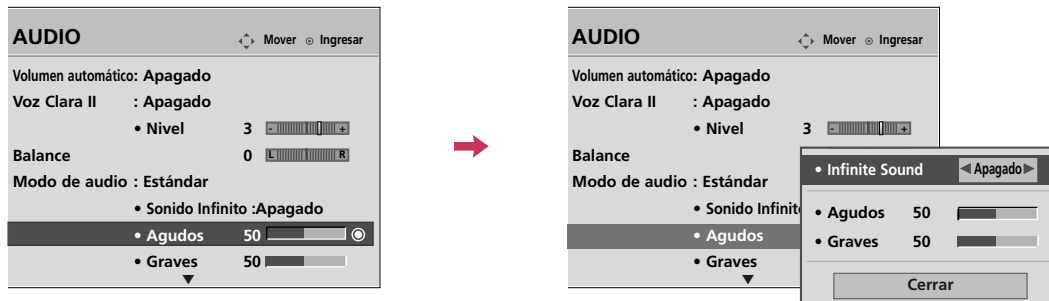 AUDIO Mover Ingresar
Volumen automático: Apagado
Voz Clara II : Apagado
• Nivel 3 - +
Balance 0 L R
Modo de audio : Estándar
• Sonido Infinito :Apagado
• Agudos 50
• Graves 50
AUDIO Mover Ingresar
Volumen automático: Apagado
Voz Clara II : Apagado
• Nivel 3 - +
Balance
Modo de audio : Estándar
• Sonido Infinit
• Agudos
• Graves
• Infinite Sound Apagado
• Agudos 50
• Graves 50
Cerrar